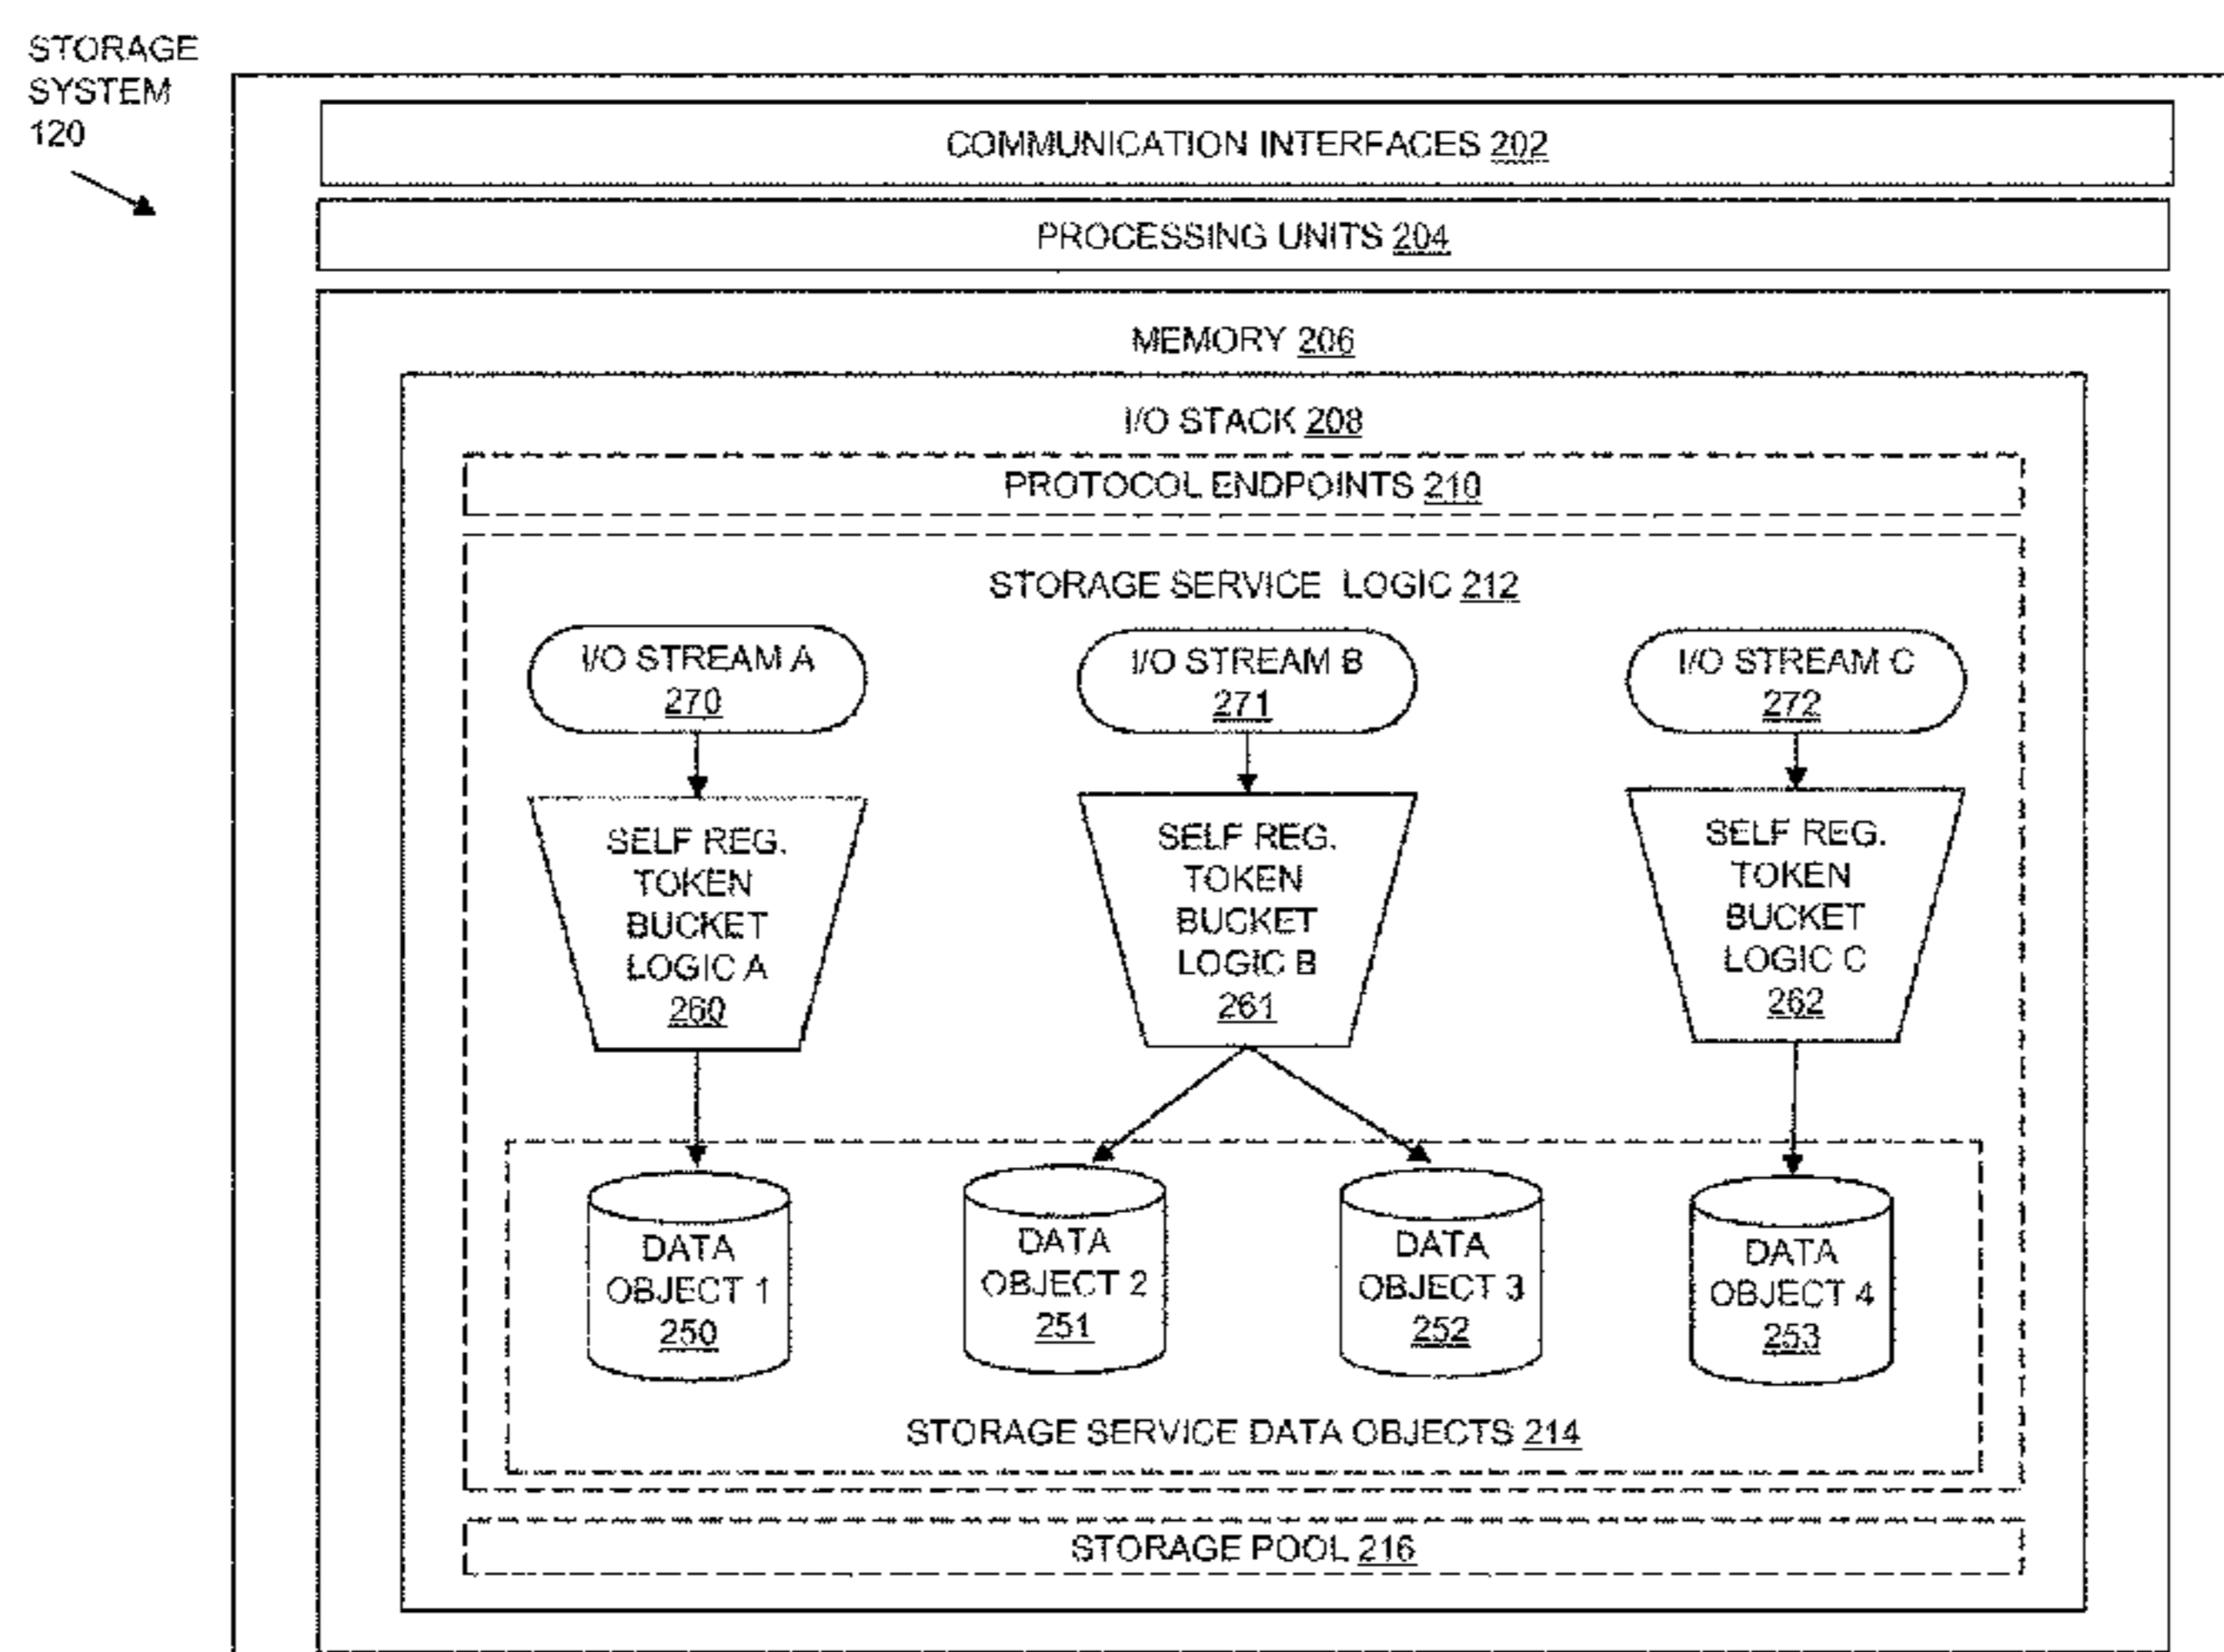 STORAGE
SYSTEM
120
COMMUNICATION INTERFACES 202
PROCESSING UNITS 204
MEMORY 206
I/O STACK 208
PROTOCOL ENDPOINTS 210
STORAGE SERVICE LOGIC 212
I/O STREAM A
270
I/O STREAM B
271
I/O STREAM C
272
SELF REG.
TOKEN
BUCKET
LOGIC A
260
SELF REG.
TOKEN
BUCKET
LOGIC B
261
SELF REG.
TOKEN
BUCKET
LOGIC C
262
DATA
OBJECT 1
250
DATA
OBJECT 2
251
DATA
OBJECT 3
252
DATA
OBJECT 4
253
STORAGE SERVICE DATA OBJECTS 214
STORAGE POOL 216